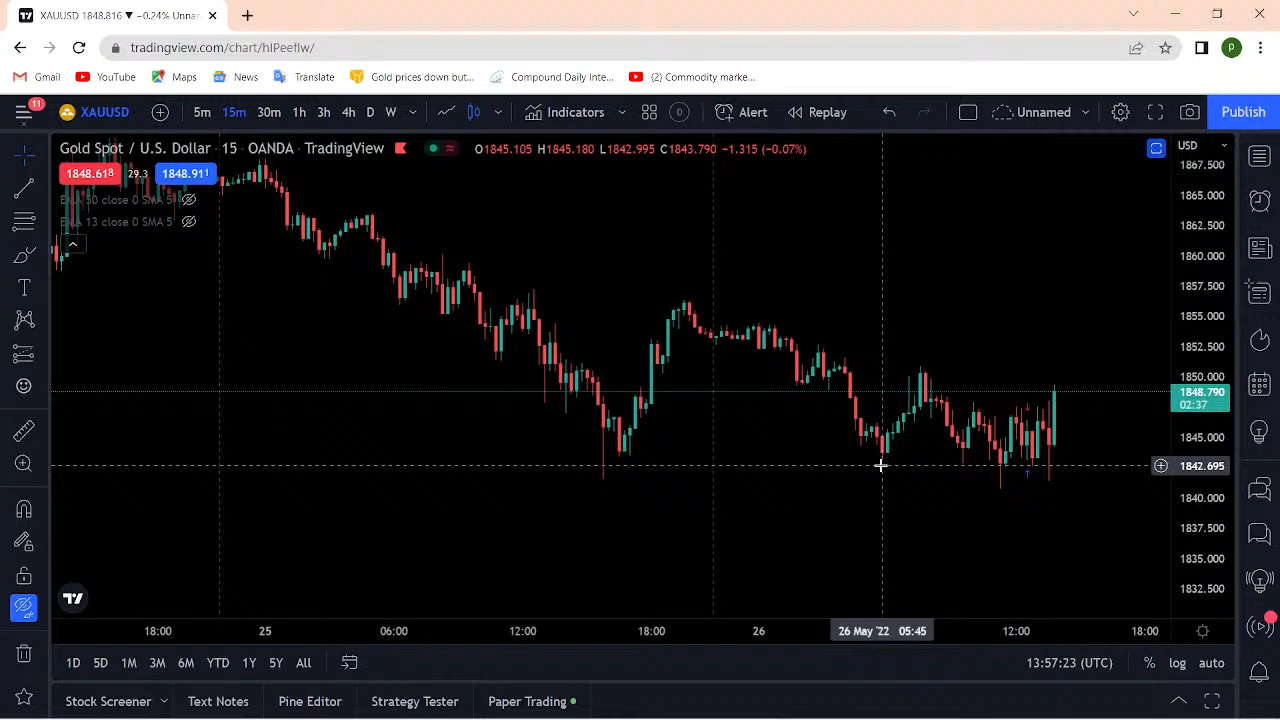 XAUUSD 1848.816 ▼ −0.24% Unnar
tradingview.com/chart/hIPeefIw/
Gmail YouTube Maps News Translate Gold prices down but... Compound Daily Inte... (2) Commodity marke...
11
XAUUSD 5m 15m 30m 1h 3h 4h D W Indicators D Alert Replay Unnamed Publish
Gold Spot / U.S. Dollar · 15 · OANDA · TradingView O1845.105 H1845.180 L1842.995 C1843.790 −1.315 (−0.07%) USD
1848.618 29.3 1848.911
EMA 50 close 0 SMA 5
EMA 13 close 0 SMA 5
1867.500
1865.000
1862.500
1860.000
1857.500
1855.000
1852.500
1850.000
1848.790
02:37
1845.000
1842.695
1840.000
1837.500
1835.000
1832.500
18:00 25 06:00 12:00 18:00 26 26 May '22 05:45 12:00 18:00
1D 5D 1M 3M 6M YTD 1Y 5Y All 13:57:23 (UTC) % log auto
Stock Screener Text Notes Pine Editor Strategy Tester Paper Trading